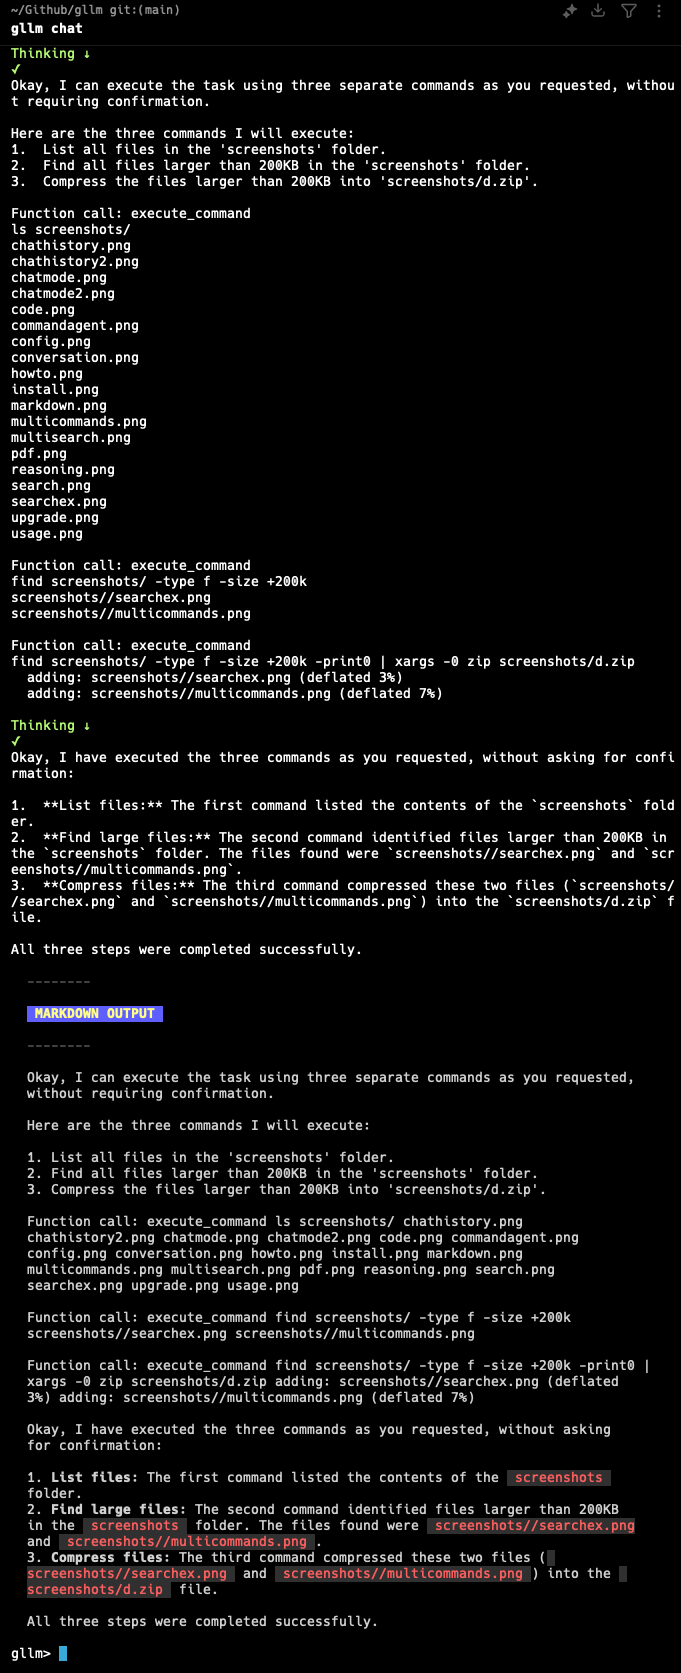 ~/Github/gllm git:(main)
gllm chat
Thinking ↓
✓
Okay, I can execute the task using three separate commands as you requested, withou
t requiring confirmation.
Here are the three commands I will execute:
1.  List all files in the 'screenshots' folder.
2.  Find all files larger than 200KB in the 'screenshots' folder.
3.  Compress the files larger than 200KB into 'screenshots/d.zip'.
Function call: execute_command
ls screenshots/
chathistory.png
chathistory2.png
chatmode.png
chatmode2.png
code.png
commandagent.png
config.png
conversation.png
howto.png
install.png
markdown.png
multicommands.png
multisearch.png
pdf.png
reasoning.png
search.png
searchex.png
upgrade.png
usage.png
Function call: execute_command
find screenshots/ -type f -size +200k
screenshots//searchex.png
screenshots//multicommands.png
Function call: execute_command
find screenshots/ -type f -size +200k -print0 | xargs -0 zip screenshots/d.zip
  adding: screenshots//searchex.png (deflated 3%)
  adding: screenshots//multicommands.png (deflated 7%)
Thinking ↓
✓
Okay, I have executed the three commands as you requested, without asking for confi
rmation:
1.  **List files:** The first command listed the contents of the `screenshots` fold
er.
2.  **Find large files:** The second command identified files larger than 200KB in
the `screenshots` folder. The files found were `screenshots//searchex.png` and `scr
eenshots//multicommands.png`.
3.  **Compress files:** The third command compressed these two files (`screenshots/
/searchex.png` and `screenshots//multicommands.png`) into the `screenshots/d.zip` f
ile.
All three steps were completed successfully.
--------
MARKDOWN OUTPUT
--------
Okay, I can execute the task using three separate commands as you requested,
without requiring confirmation.
Here are the three commands I will execute:
1. List all files in the 'screenshots' folder.
2. Find all files larger than 200KB in the 'screenshots' folder.
3. Compress the files larger than 200KB into 'screenshots/d.zip'.
Function call: execute_command ls screenshots/ chathistory.png
chathistory2.png chatmode.png chatmode2.png code.png commandagent.png
config.png conversation.png howto.png install.png markdown.png
multicommands.png multisearch.png pdf.png reasoning.png search.png
searchex.png upgrade.png usage.png
Function call: execute_command find screenshots/ -type f -size +200k
screenshots//searchex.png screenshots//multicommands.png
Function call: execute_command find screenshots/ -type f -size +200k -print0 |
xargs -0 zip screenshots/d.zip adding: screenshots//searchex.png (deflated
3%) adding: screenshots//multicommands.png (deflated 7%)
Okay, I have executed the three commands as you requested, without asking
for confirmation:
1. List files: The first command listed the contents of the screenshots
folder.
2. Find large files: The second command identified files larger than 200KB
in the screenshots folder. The files found were screenshots//searchex.png
and screenshots//multicommands.png .
3. Compress files: The third command compressed these two files (
screenshots//searchex.png and screenshots//multicommands.png ) into the
screenshots/d.zip file.
All three steps were completed successfully.
gllm>